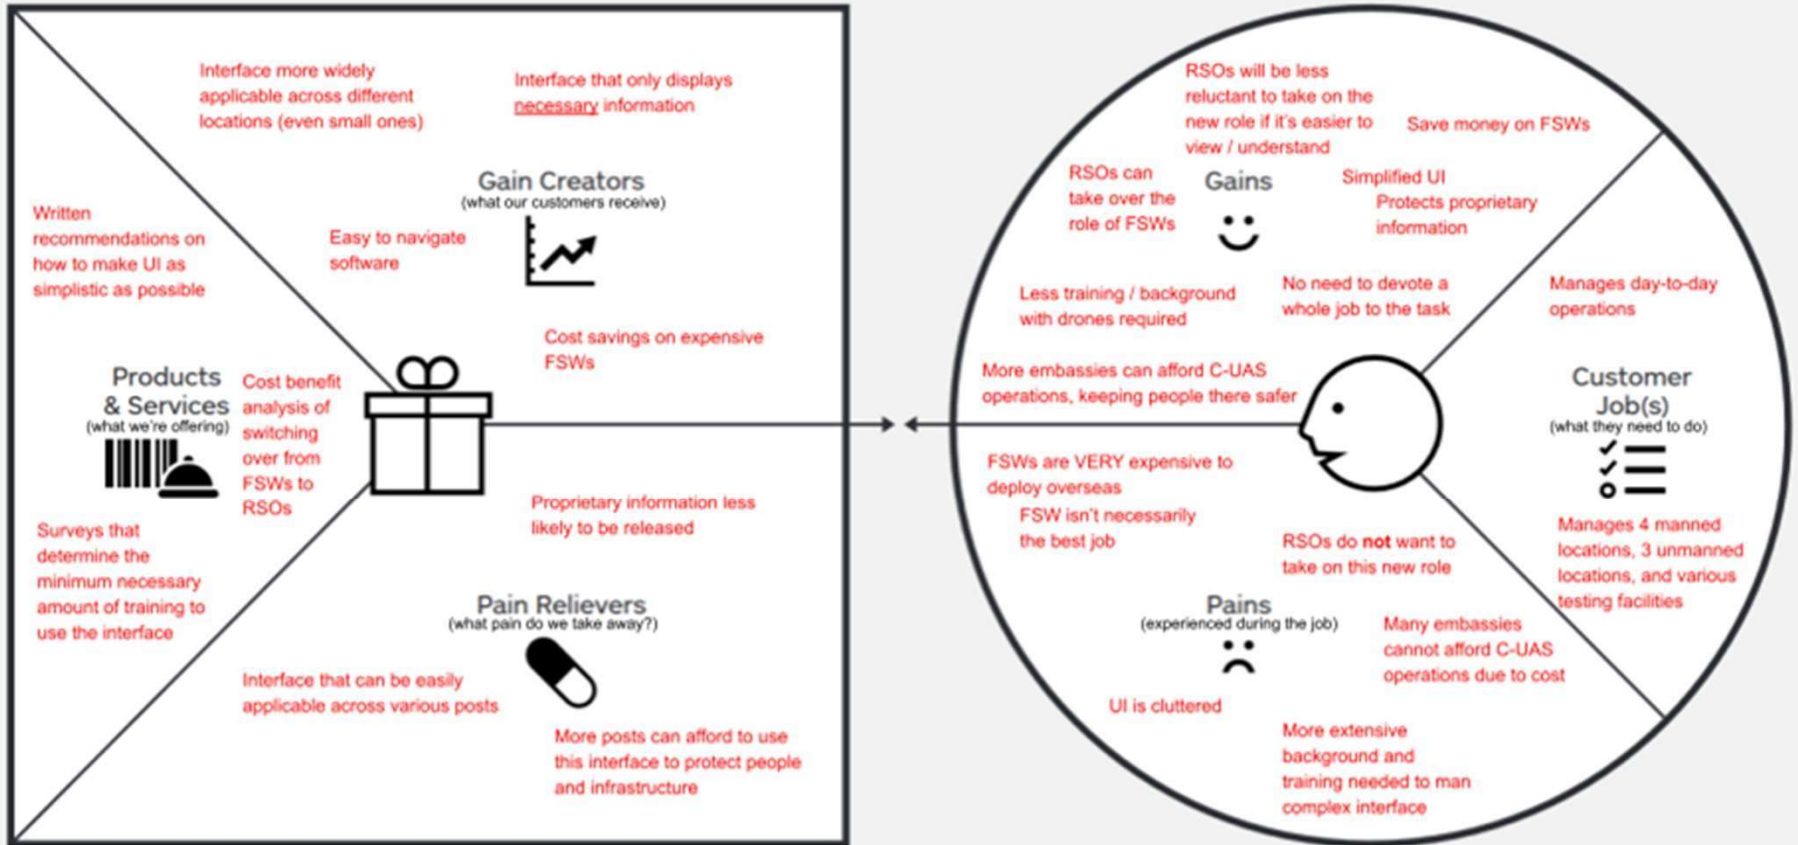 Interface more widely
applicable across different
locations (even small ones)
Interface that only displays
necessary information
Gain Creators
(what our customers receive)
Written
recommendations on
how to make UI as
simplistic as possible
Easy to navigate
software
Cost savings on expensive
FSWs
Products
& Services
(what we're offering)
Cost benefit
analysis of
switching
over from
FSWs to
RSOs
Surveys that
determine the
minimum necessary
amount of training to
use the interface
Proprietary information less
likely to be released
Pain Relievers
(what pain do we take away?)
Interface that can be easily
applicable across various posts
More posts can afford to use
this interface to protect people
and infrastructure
RSOs will be less
reluctant to take on the
new role if it's easier to
view / understand
Save money on FSWs
RSOs can
take over the
role of FSWs
Gains
Simplified UI
Protects proprietary
information
Less training / background
with drones required
No need to devote a
whole job to the task
More embassies can afford C-UAS
operations, keeping people there safer
Manages day-to-day
operations
Customer
Job(s)
(what they need to do)
Manages 4 manned
locations, 3 unmanned
locations, and various
testing facilities
FSWs are VERY expensive to
deploy overseas
FSW isn't necessarily
the best job
RSOs do not want to
take on this new role
Pains
(experienced during the job)
Many embassies
cannot afford C-UAS
operations due to cost
UI is cluttered
More extensive
background and
training needed to man
complex interface